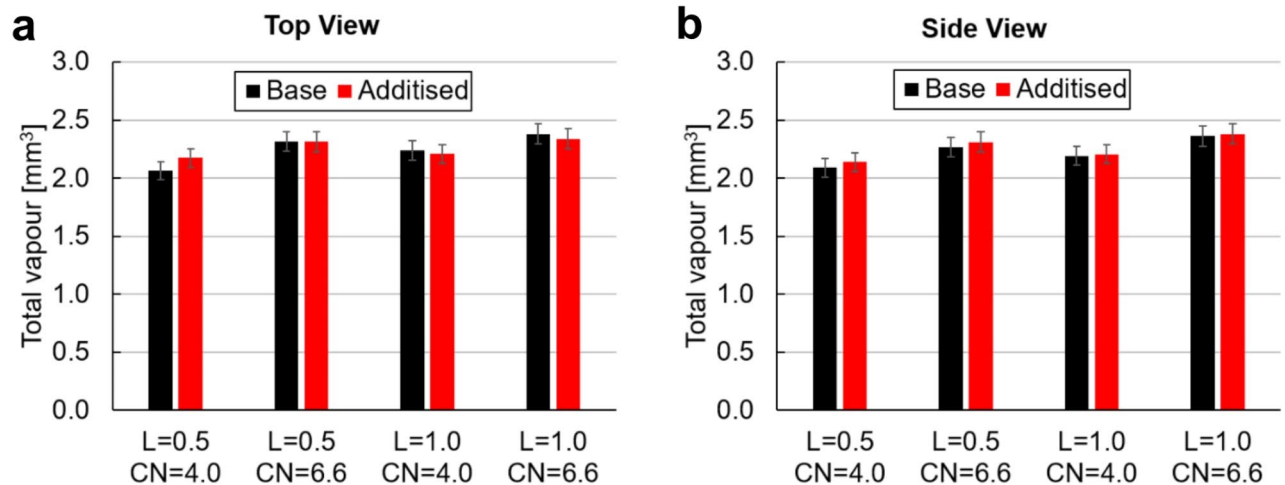 a
Top View
Total vapour [mm³]
3.0
2.5
2.0
1.5
1.0
0.5
0.0
Base Additised
L=0.5 L=0.5 L=1.0 L=1.0
CN=4.0 CN=6.6 CN=4.0 CN=6.6
b
Side View
Total vapour [mm³]
3.0
2.5
2.0
1.5
1.0
0.5
0.0
Base Additised
L=0.5 L=0.5 L=1.0 L=1.0
CN=4.0 CN=6.6 CN=4.0 CN=6.6